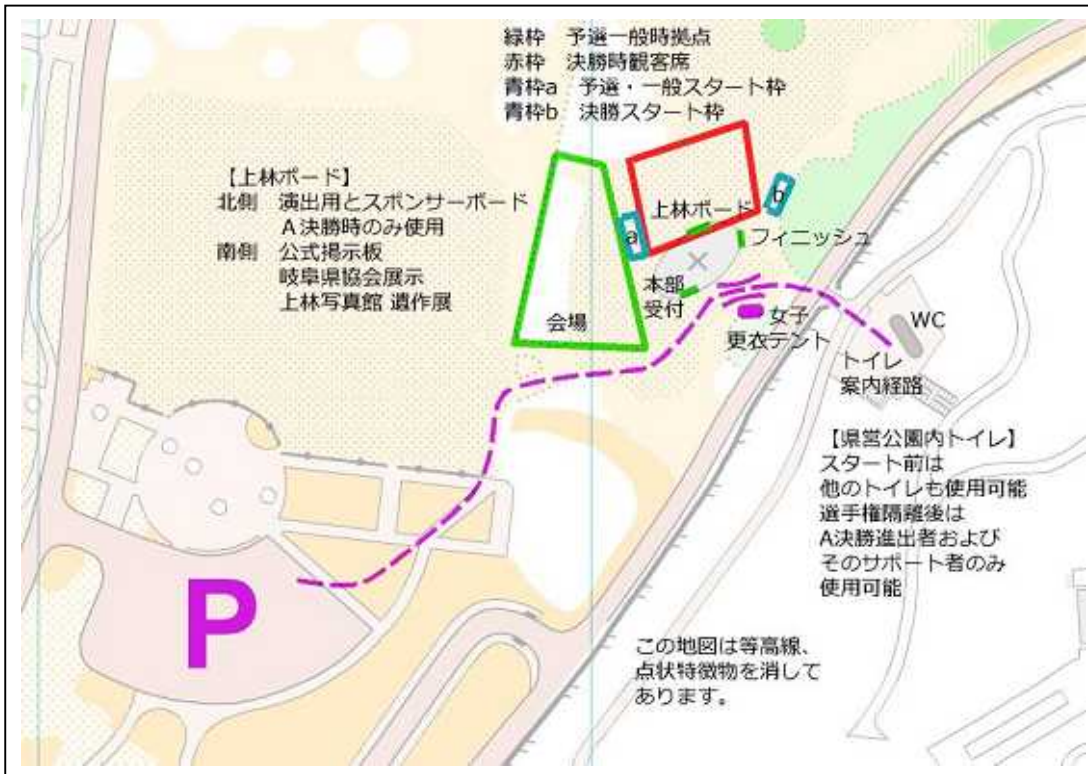 緑枠　予選一般時拠点
赤枠　決勝時観客席
青枠a　予選・一般スタート枠
青枠b　決勝スタート枠
【上林ボード】
北側　演出用とスポンサーボード
A決勝時のみ使用
南側　公式掲示板
岐阜県協会展示
上林写真館 遺作展
上林ボード
a
b
フィニッシュ
本部
受付
会場
女子
更衣テント
WC
トイレ
案内経路
【県営公園内トイレ】
スタート前は
他のトイレも使用可能
選手権隔離後は
A決勝進出者および
そのサポート者のみ
使用可能
P
この地図は等高線、
点状特徴物を消して
あります。